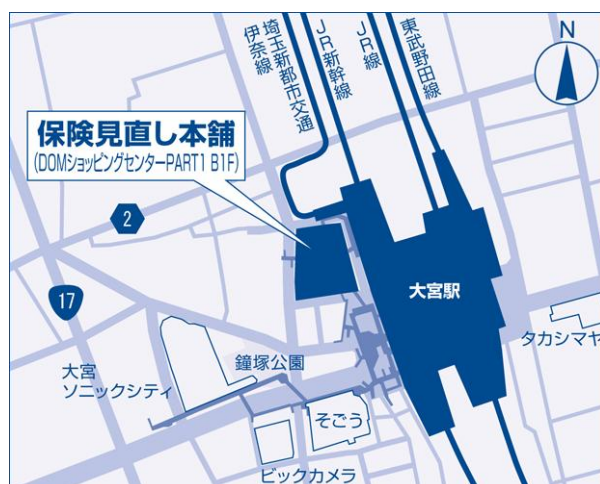 埼玉新都市交通
伊奈線
JR新幹線
JR線
東武野田線
N
保険見直し本舗
(DOMショッピングセンターPART1 B1F)
2
17
大宮駅
タカシマヤ
大宮
ソニックシティ
鐘塚公園
そごう
ビックカメラ